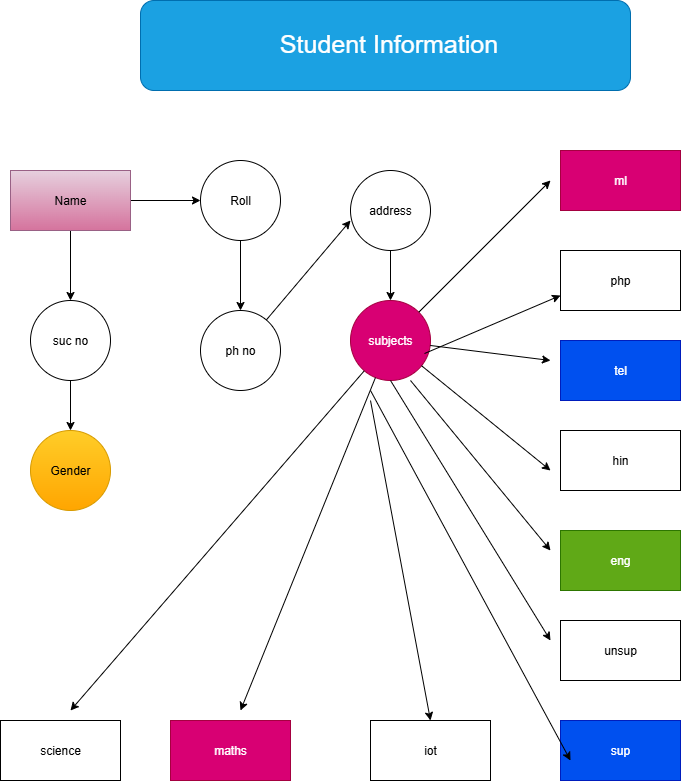 Student Information
Name
Roll
address
ml
php
suc no
ph no
subjects
tel
hin
Gender
eng
unsup
science
maths
iot
sup